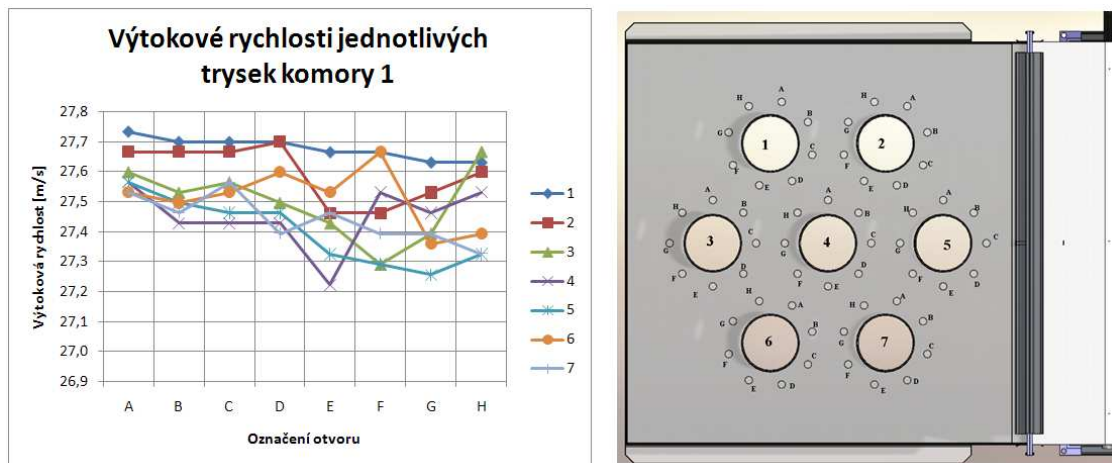 Výtokové rychlosti jednotlivých
trysek komory 1
Výtoková rychlost [m/s]
27,8
27,7
27,6
27,5
27,4
27,3
27,2
27,1
27,0
26,9
A B C D E F G H
Označení otvoru
1
2
3
4
5
6
7
A
H
B
G
1
C
F
E
D
H
A
G
2
B
F
C
E
D
A
H
B
G
3
C
F
D
E
A
H
B
G
4
C
F
D
E
A
H
B
G
5
C
F
D
E
H
A
G
B
6
F
C
E
D
H
A
B
G
7
C
F
E
D